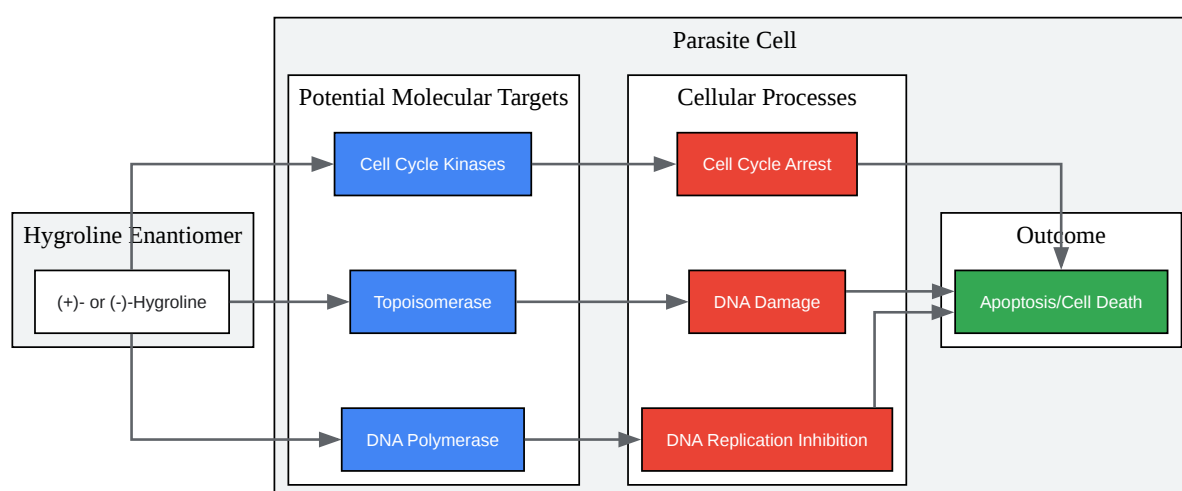 Parasite Cell
Potential Molecular Targets
Cellular Processes
Cell Cycle Kinases
Cell Cycle Arrest
Hygroline Enantiomer
Outcome
(+)- or (-)-Hygroline
Topoisomerase
DNA Damage
Apoptosis/Cell Death
DNA Polymerase
DNA Replication Inhibition